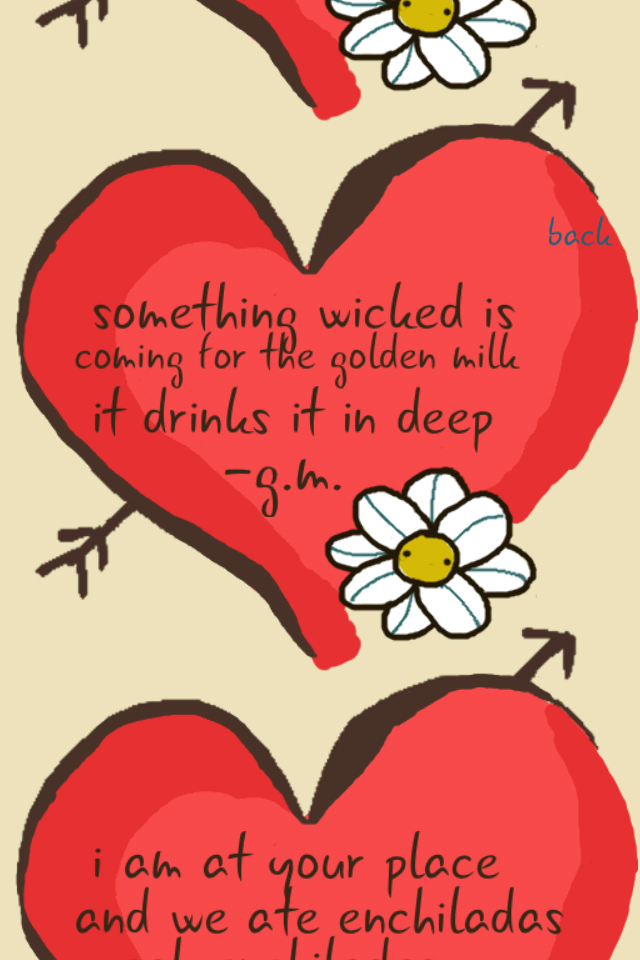 back
something wicked is
coming for the golden milk
it drinks it in deep
-g.m.
i am at your place
and we ate enchiladas